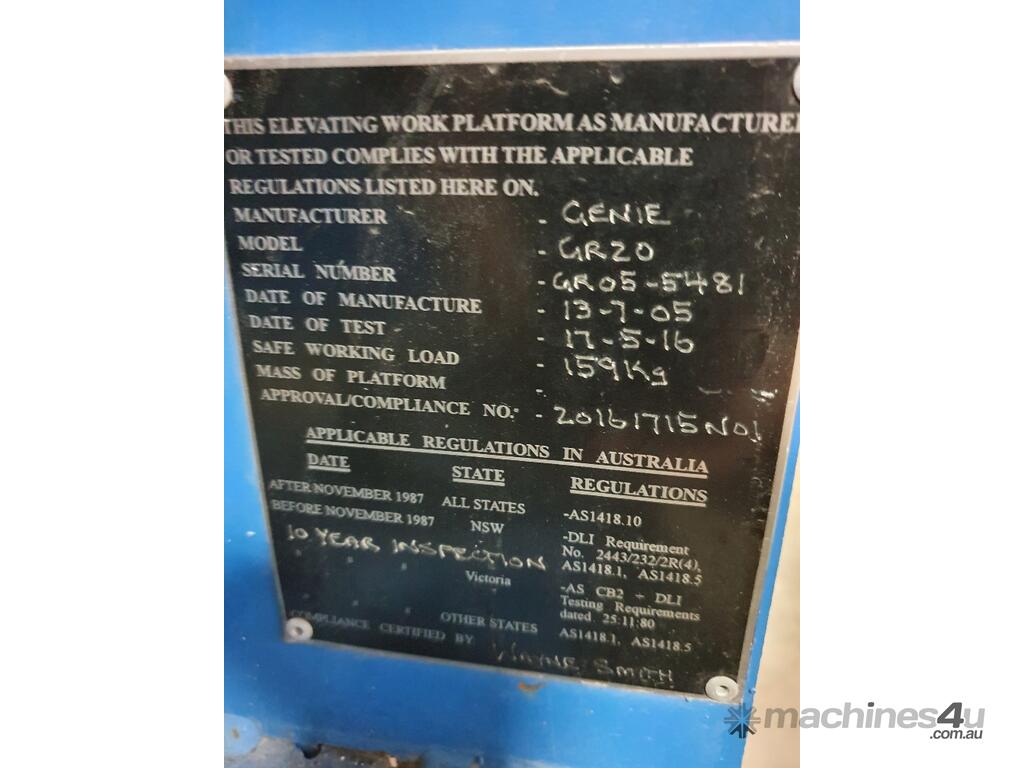 THIS ELEVATING WORK PLATFORM AS MANUFACTURE
OR TESTED COMPLIES WITH THE APPLICABLE
REGULATIONS LISTED HERE ON.
MANUFACTURER - GENIE
MODEL - GR20
SERIAL NUMBER - GR05-5481
DATE OF MANUFACTURE - 13-7-05
DATE OF TEST - 17-5-16
SAFE WORKING LOAD - 159Kg
MASS OF PLATFORM -
APPROVAL/COMPLIANCE NO: - 20161715N01
APPLICABLE REGULATIONS IN AUSTRALIA
DATE STATE REGULATIONS
AFTER NOVEMBER 1987 ALL STATES -AS1418.10
BEFORE NOVEMBER 1987 NSW -DLI Requirement
No. 2443/232/2R(4),
AS1418.1, AS1418.5
10 YEAR INSPECTION
" " Victoria -AS CB2 + DLI
Testing Requirements
dated 25:11:80
" " OTHER STATES AS1418.1, AS1418.5
COMPLIANCE CERTIFIED BY WAYNE SMITH
machines4u
.com.au